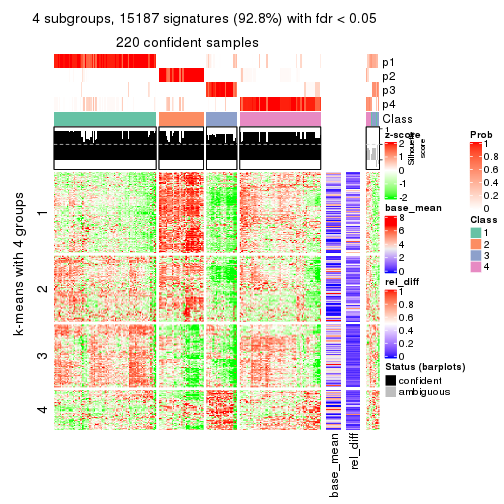 4 subgroups, 15187 signatures (92.8%) with fdr < 0.05
220 confident samples
p1
p2
p3
p4
Class
1
Silhouette
score
k-means with 4 groups
1
2
3
4
base_mean
rel_diff
z-score
2
1
0
-1
-2
base_mean
8
6
4
2
0
rel_diff
1
0.8
0.6
0.4
0.2
0
Status (barplots)
confident
ambiguous
Prob
1
0.8
0.6
0.4
0.2
0
Class
1
2
3
4